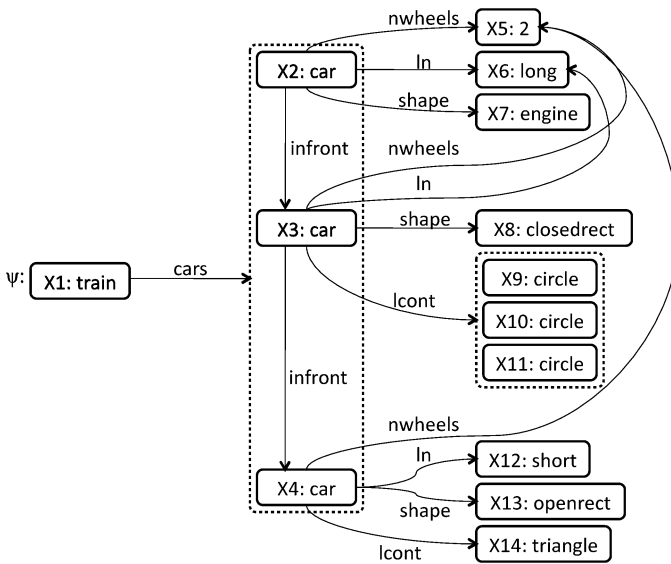 nwheels
X5: 2
X2: car
ln
X6: long
shape
X7: engine
infront
nwheels
ln
X3: car
shape
X8: closedrect
ψ:
X1: train
cars
X9: circle
lcont
X10: circle
X11: circle
infront
nwheels
ln
X12: short
X4: car
shape
X13: openrect
lcont
X14: triangle